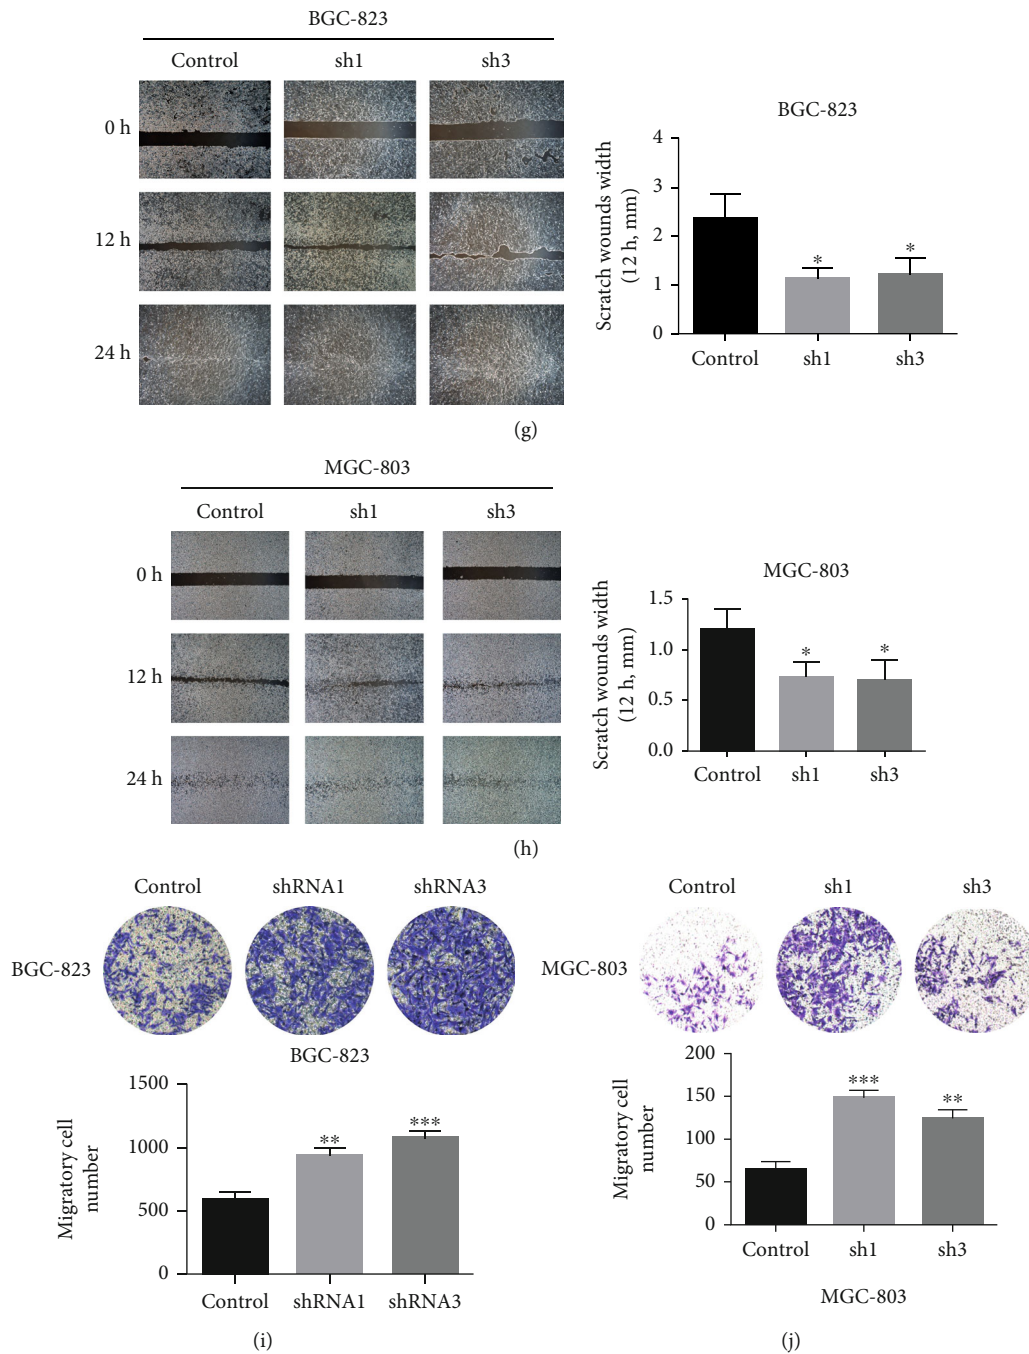 BGC-823
Control sh1 sh3
0 h
12 h
24 h
BGC-823
Scratch wounds width
(12 h, mm)
4
3
2
1
0
* *
Control sh1 sh3
(g)
MGC-803
Control sh1 sh3
0 h
12 h
24 h
MGC-803
Scratch wounds width
(12 h, mm)
1.5
1.0
0.5
0.0
* *
Control sh1 sh3
(h)
Control shRNA1 shRNA3
BGC-823
BGC-823
Migratory cell
number
1500
1000
500
0
** ***
Control shRNA1 shRNA3
(i)
Control sh1 sh3
MGC-803
Migratory cell
number
200
150
100
50
0
*** **
Control sh1 sh3
MGC-803
(j)